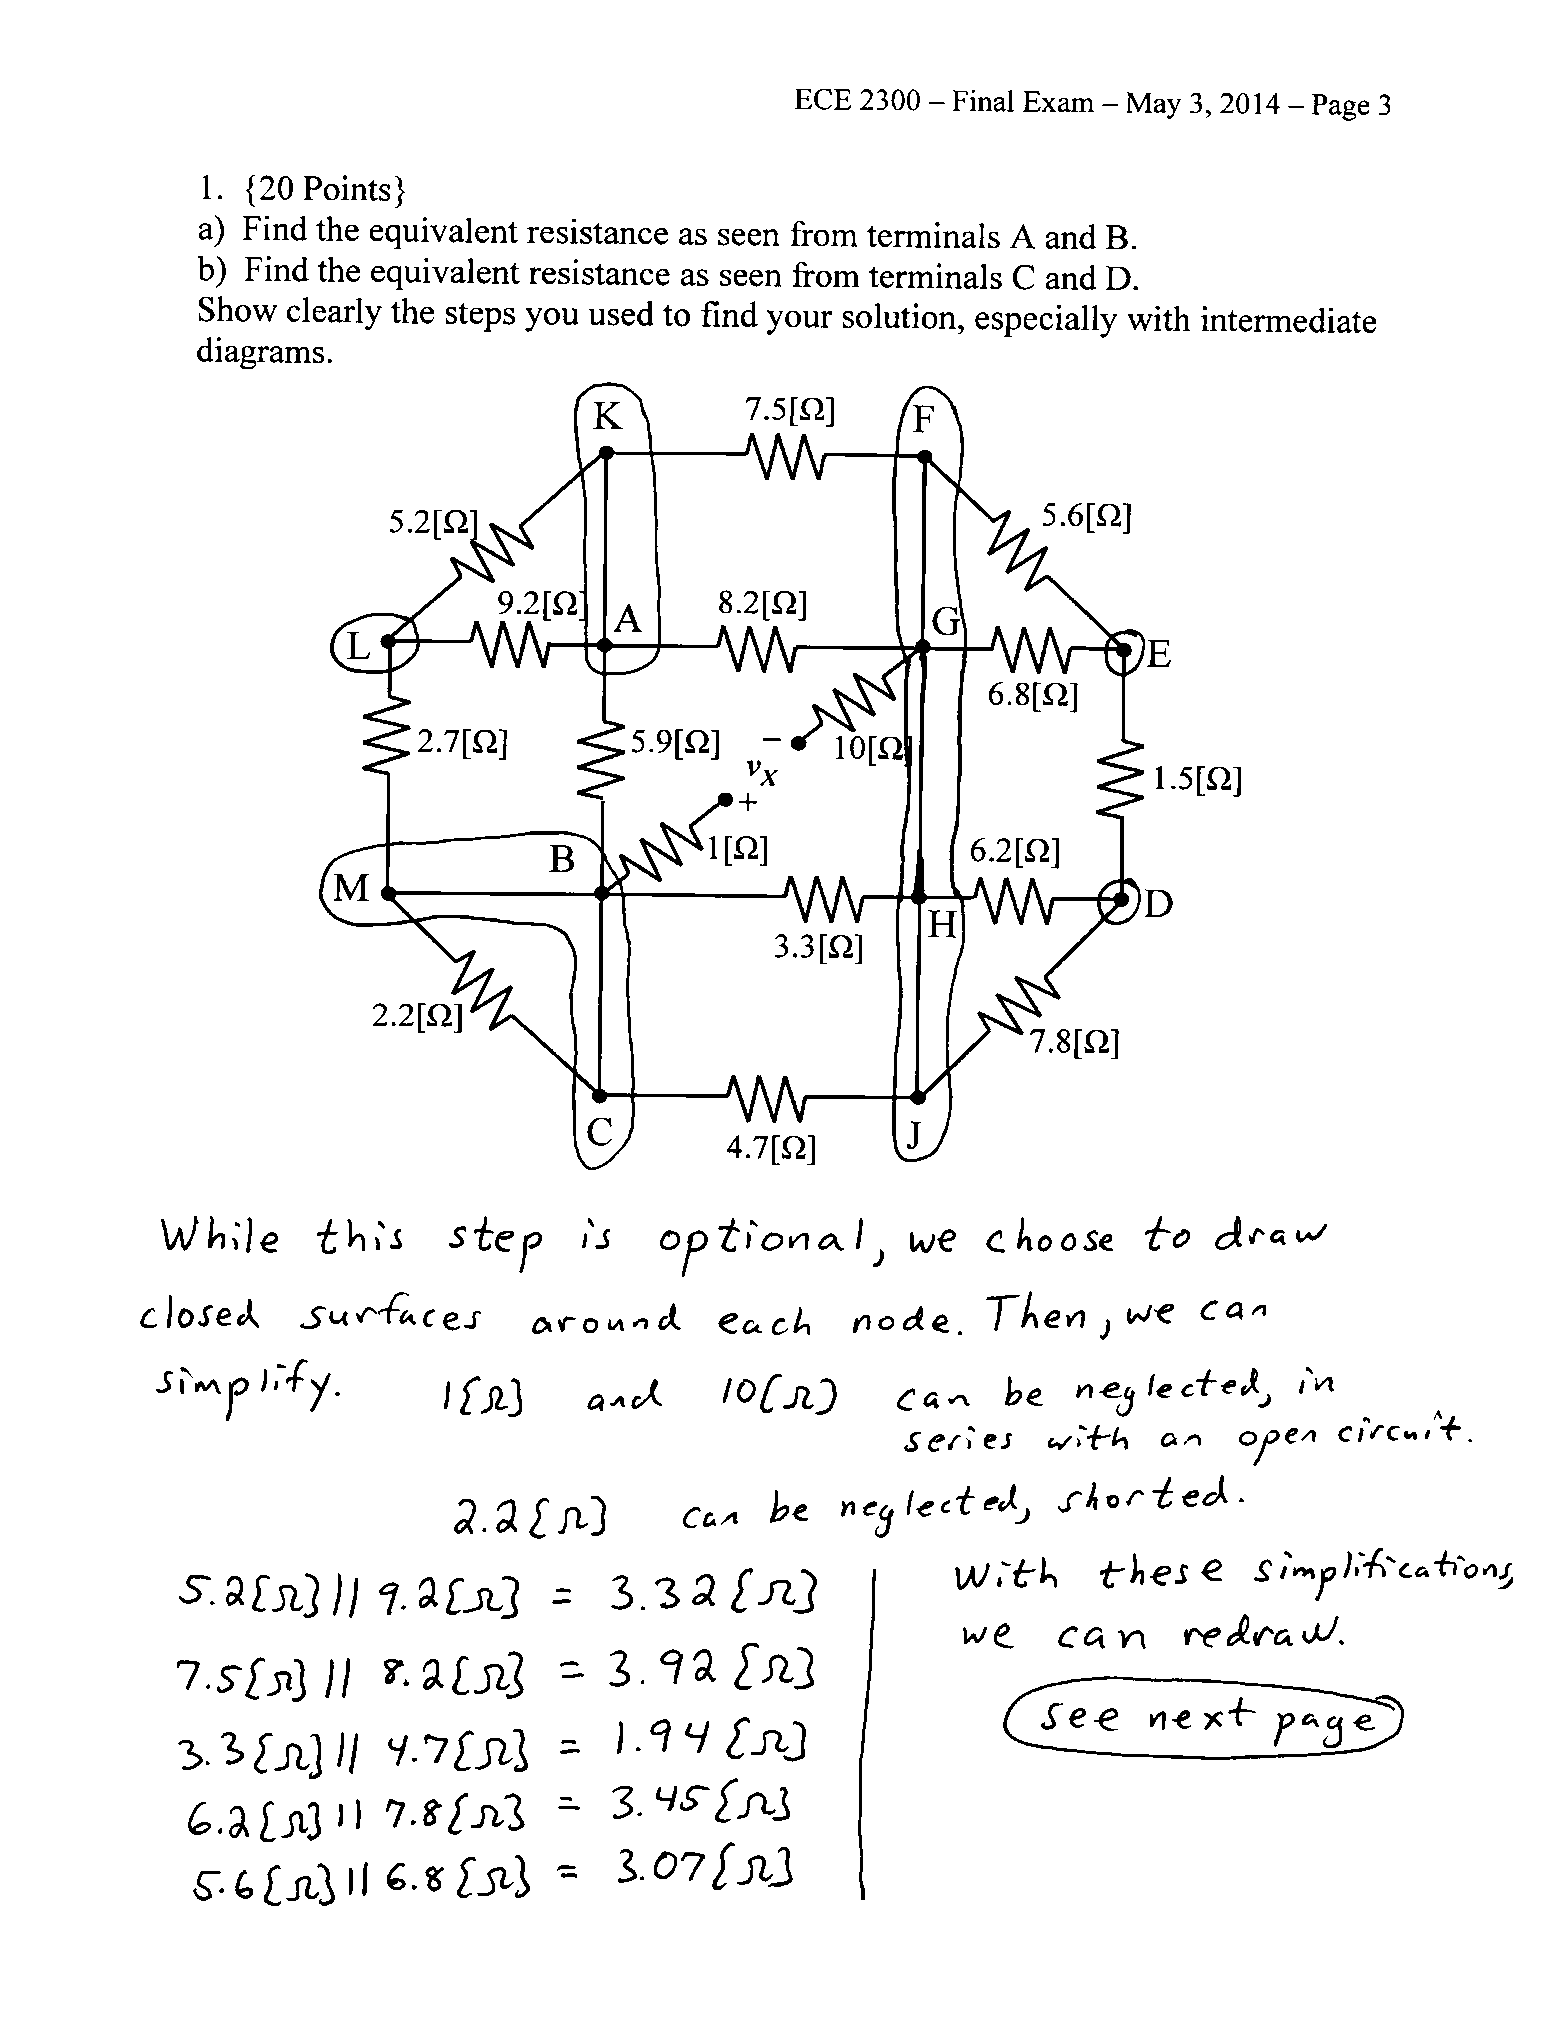 ECE 2300 – Final Exam – May 3, 2014 – Page 3
1. {20 Points}
a) Find the equivalent resistance as seen from terminals A and B.
b) Find the equivalent resistance as seen from terminals C and D.
Show clearly the steps you used to find your solution, especially with intermediate
diagrams.
K
7.5[Ω]
F
5.2[Ω]
5.6[Ω]
9.2[Ω]
A
8.2[Ω]
G
L
E
6.8[Ω]
2.7[Ω]
5.9[Ω]
–
10[Ω]
vX
1.5[Ω]
+
B
1[Ω]
6.2[Ω]
M
D
H
3.3[Ω]
2.2[Ω]
7.8[Ω]
C
J
4.7[Ω]
While this step is optional, we choose to draw
closed surfaces around each node. Then, we can
simplify. 1[Ω] and 10[Ω] can be neglected, in
series with an open circuit.
2.2[Ω] can be neglected, shorted.
5.2[Ω] || 9.2[Ω] = 3.32[Ω]
7.5[Ω] || 8.2[Ω] = 3.92[Ω]
3.3[Ω] || 4.7[Ω] = 1.94[Ω]
6.2[Ω] || 7.8[Ω] = 3.45[Ω]
5.6[Ω] || 6.8[Ω] = 3.07[Ω]
With these simplifications,
we can redraw.
see next page